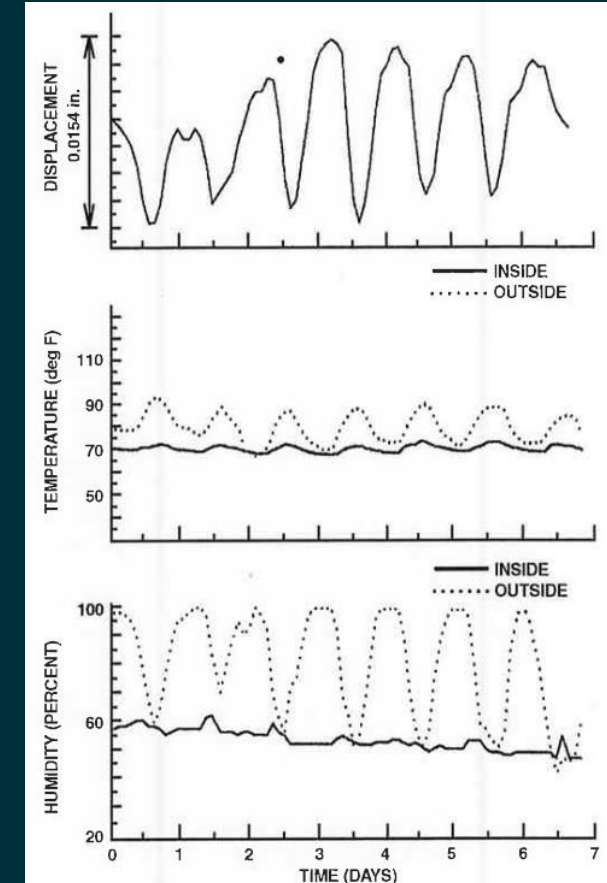 DISPLACEMENT
0.0154 in.
INSIDE
OUTSIDE
TEMPERATURE (deg F)
110
90
70
50
INSIDE
OUTSIDE
HUMIDITY (PERCENT)
100
60
20
0 1 2 3 4 5 6 7
TIME (DAYS)